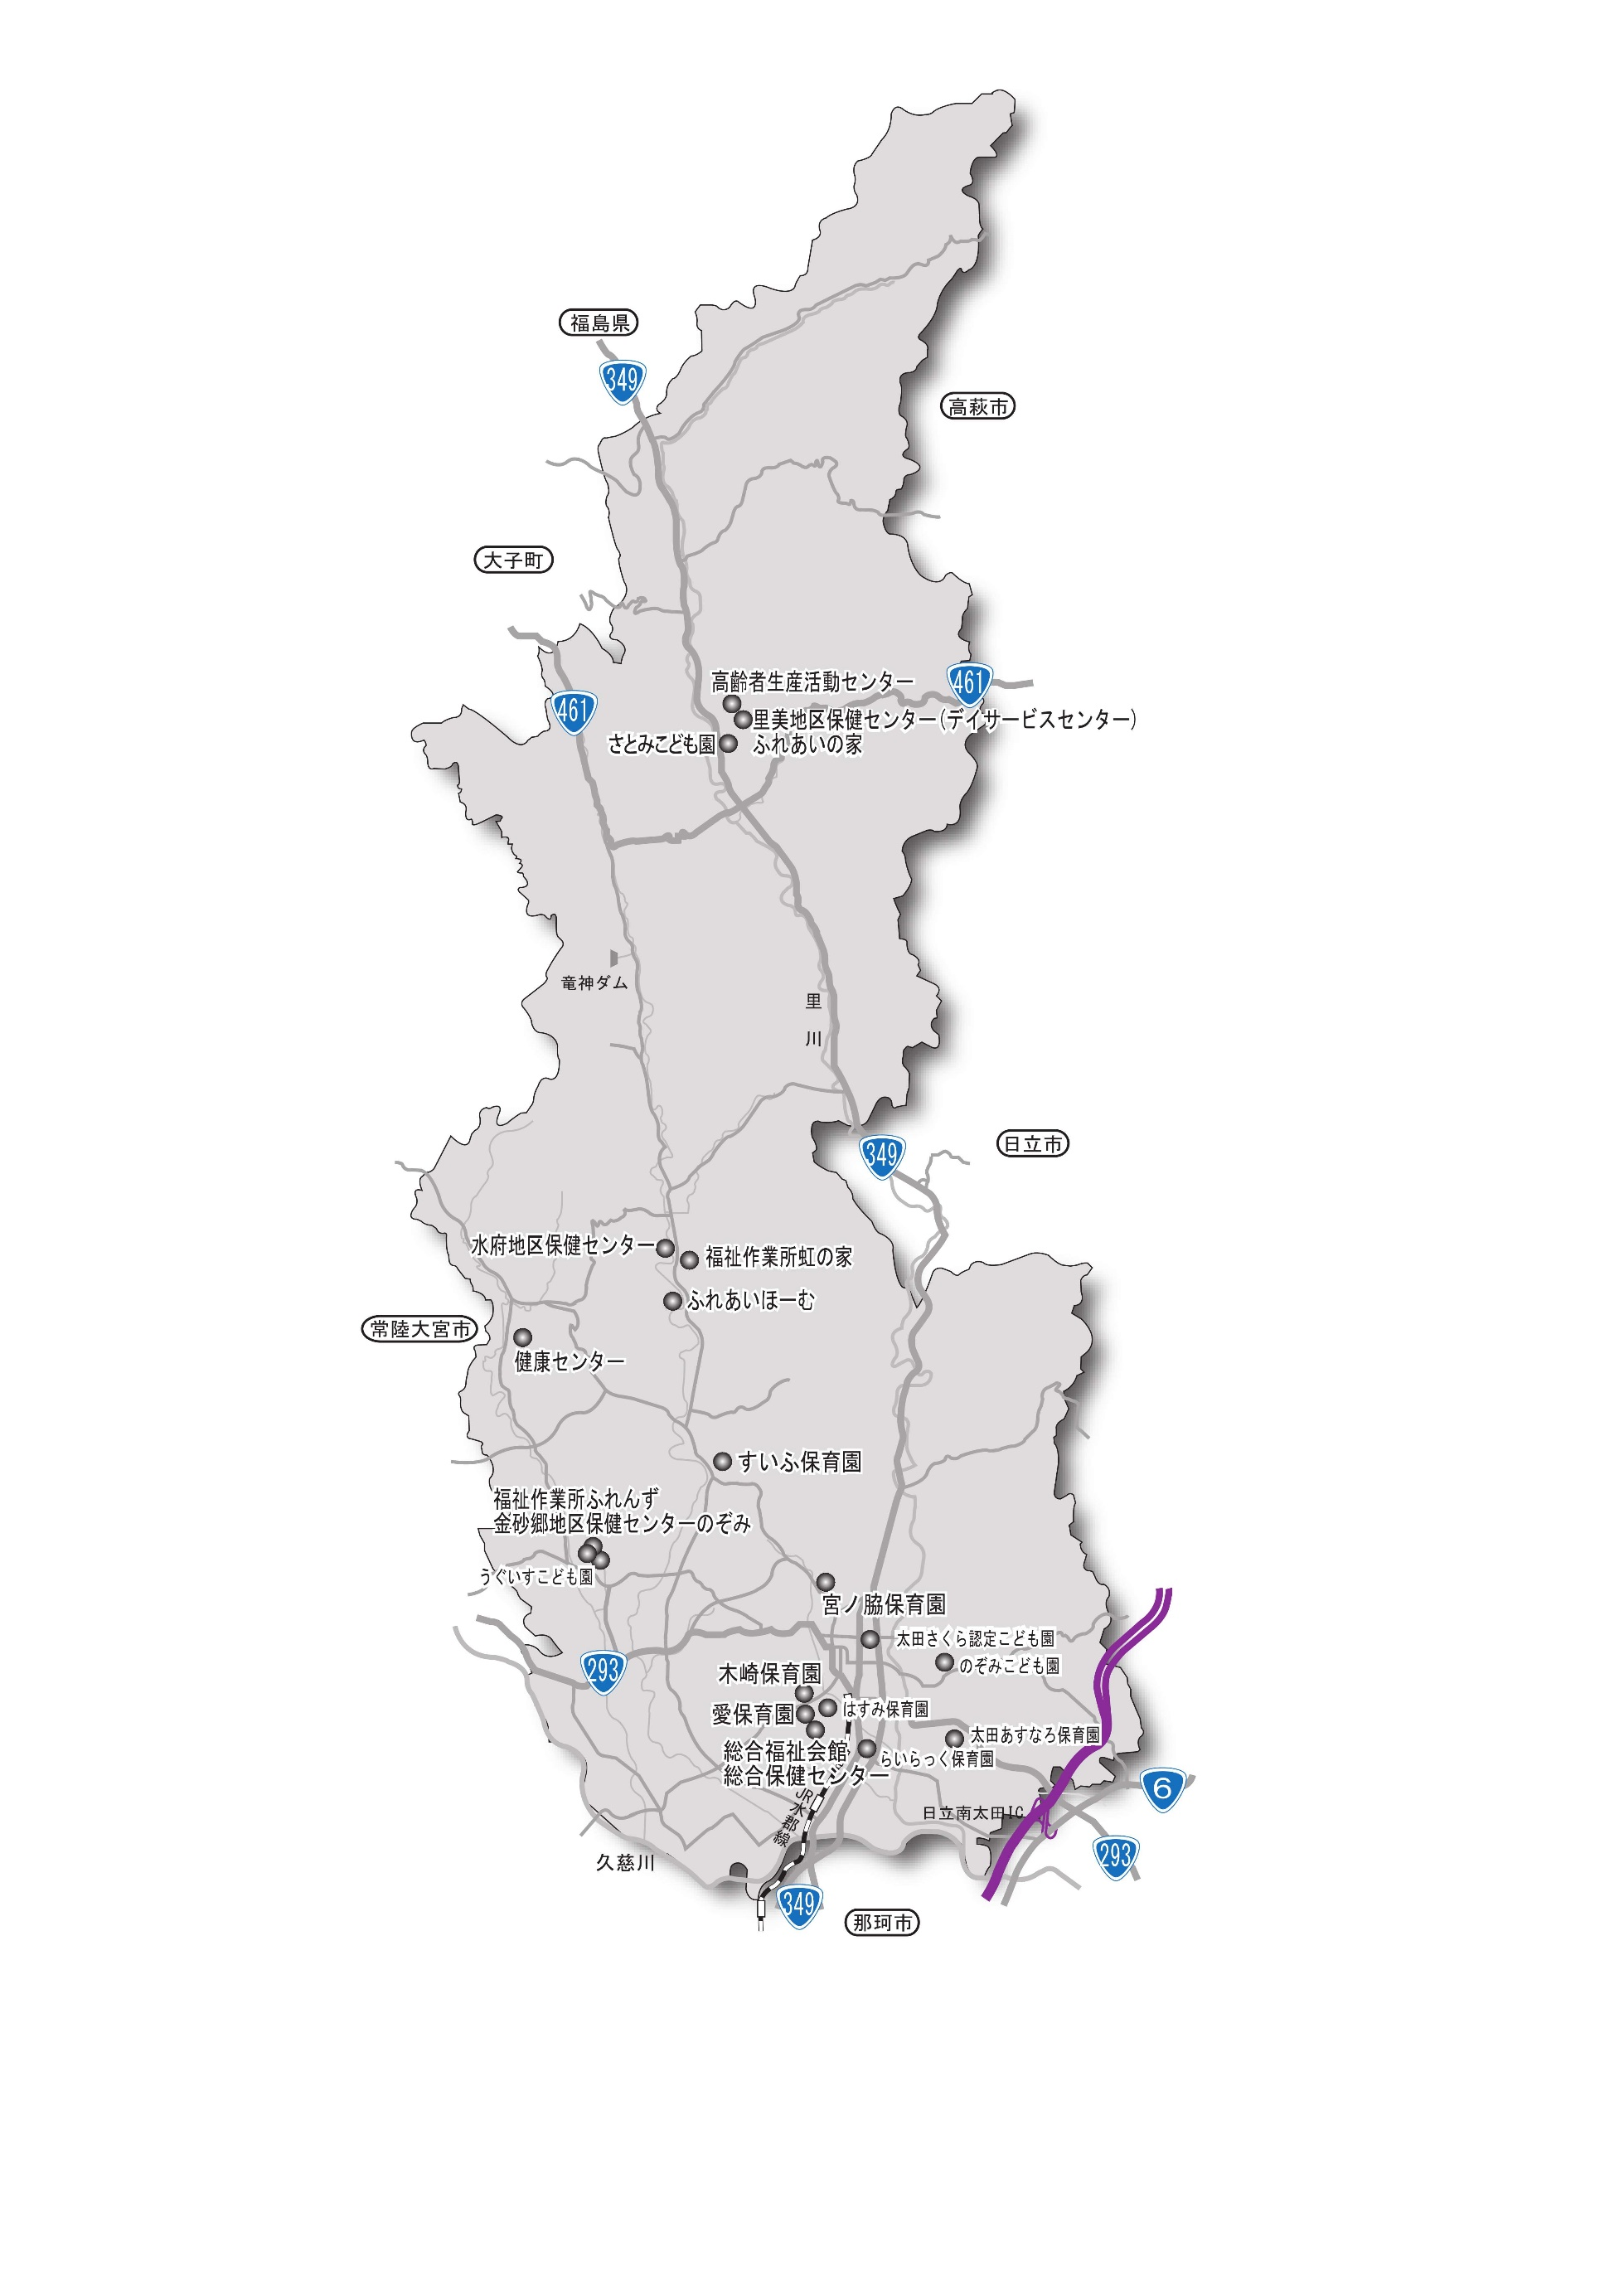 福島県
349
高萩市
大子町
461
461
高齢者生産活動センター
里美地区保健センター(デイサービスセンター)
さとみこども園
ふれあいの家
竜神ダム
里川
349
日立市
水府地区保健センター
福祉作業所虹の家
ふれあいほーむ
常陸大宮市
健康センター
すいふ保育園
福祉作業所ふれんず
金砂郷地区保健センターのぞみ
うぐいすこども園
宮ノ脇保育園
太田さくら認定こども園
のぞみこども園
293
木崎保育園
はすみ保育園
愛保育園
太田あすなろ保育園
総合福祉会館
らいらっく保育園
総合保健センター
6
JR水郡線
日立南太田IC
293
久慈川
349
那珂市